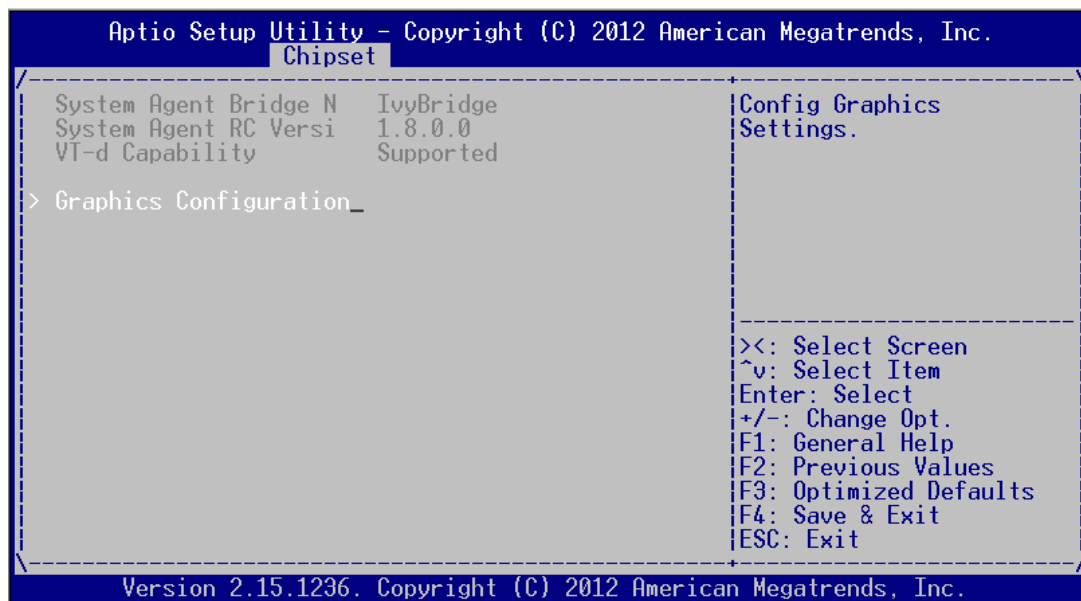 Aptio Setup Utility - Copyright (C) 2012 American Megatrends, Inc.
Chipset
System Agent Bridge N IvyBridge
System Agent RC Versi 1.8.0.0
VT-d Capability Supported
> Graphics Configuration_
Config Graphics
Settings.
><: Select Screen
^v: Select Item
Enter: Select
+/-: Change Opt.
F1: General Help
F2: Previous Values
F3: Optimized Defaults
F4: Save & Exit
ESC: Exit
Version 2.15.1236. Copyright (C) 2012 American Megatrends, Inc.